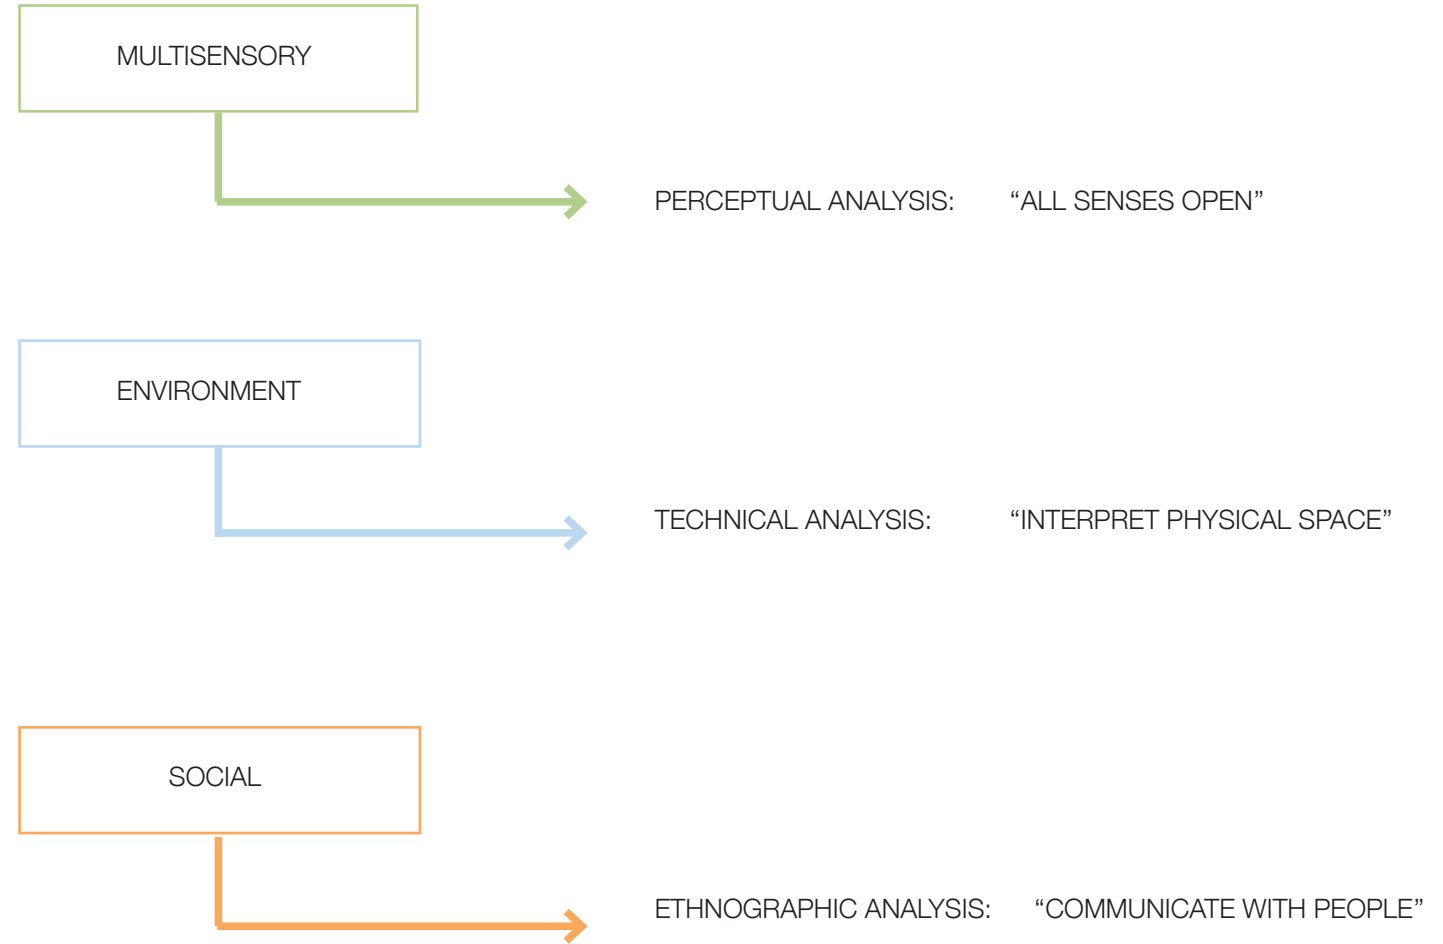 MULTISENSORY
PERCEPTUAL ANALYSIS: “ALL SENSES OPEN”
ENVIRONMENT
TECHNICAL ANALYSIS: “INTERPRET PHYSICAL SPACE”
SOCIAL
ETHNOGRAPHIC ANALYSIS: “COMMUNICATE WITH PEOPLE”